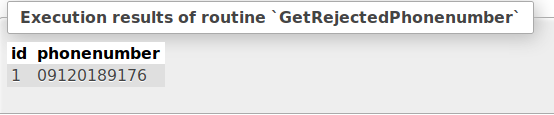 Execution results of routine `GetRejectedPhonenumber`
id phonenumber
1 09120189176